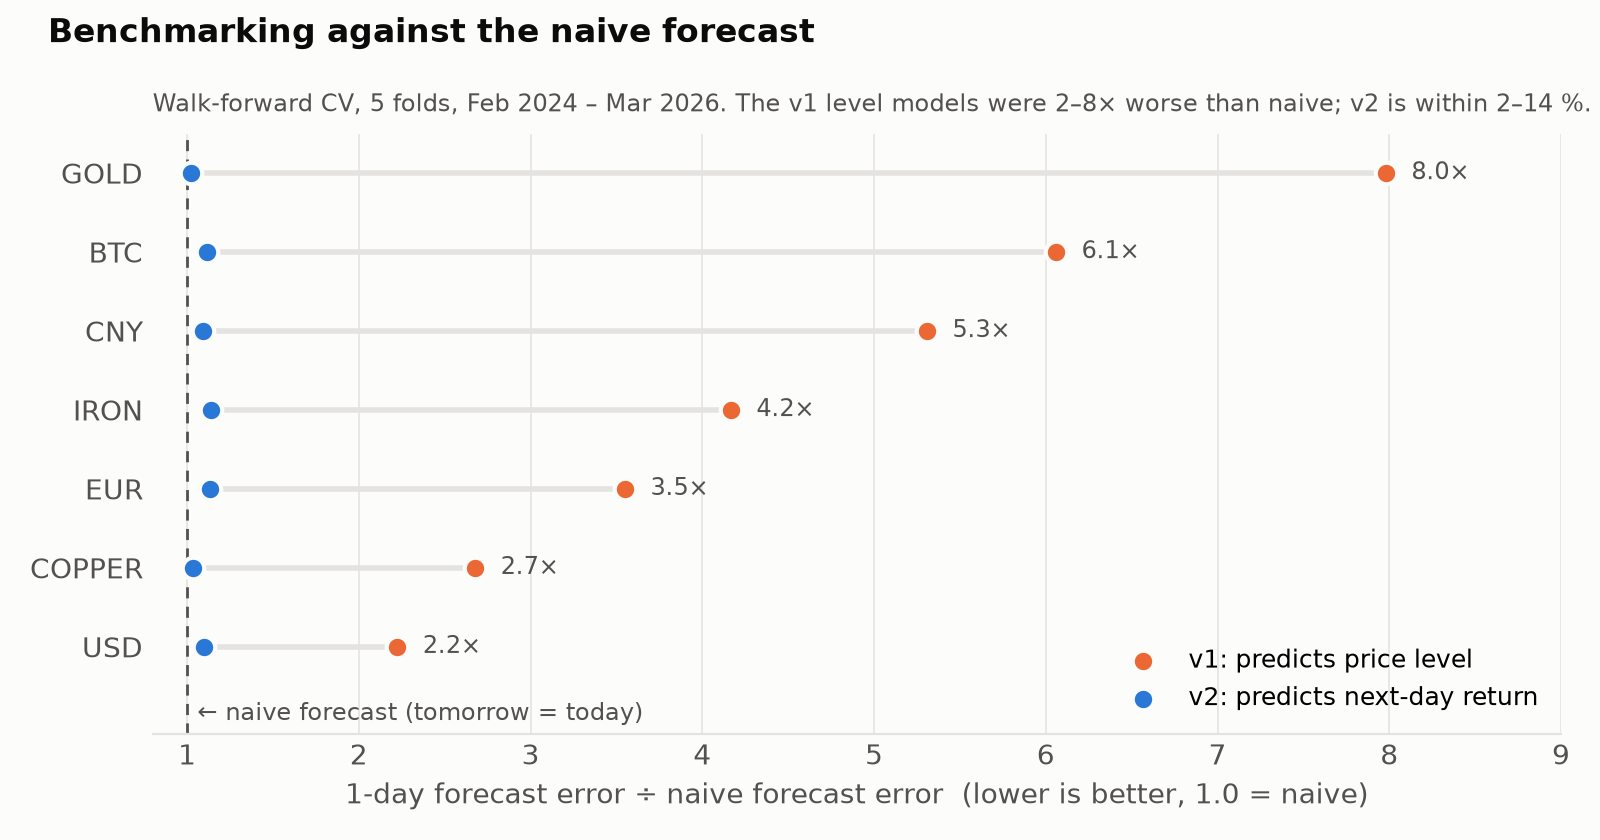 Benchmarking against the naive forecast
Walk-forward CV, 5 folds, Feb 2024 – Mar 2026. The v1 level models were 2–8× worse than naive; v2 is within 2–14 %.
GOLD
8.0×
BTC
6.1×
CNY
5.3×
IRON
4.2×
EUR
3.5×
COPPER
2.7×
USD
2.2×
v1: predicts price level
v2: predicts next-day return
← naive forecast (tomorrow = today)
1 2 3 4 5 6 7 8 9
1-day forecast error ÷ naive forecast error  (lower is better, 1.0 = naive)